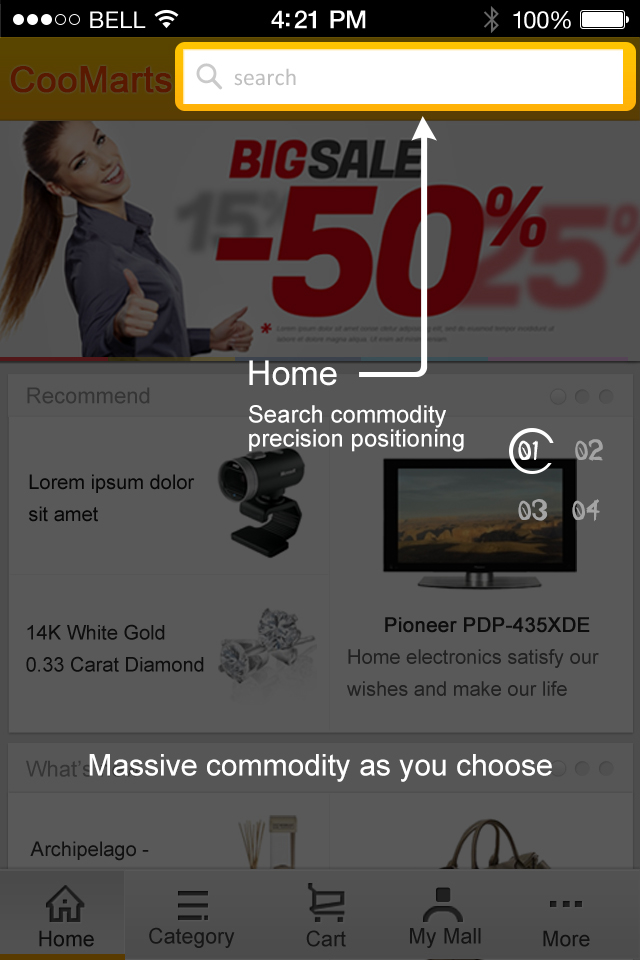 BELL 4:21 PM 100%
CooMarts
search
BIG SALE
15%
-50%
25%
Home
Recommend
Search commodity
precision positioning
01 02
03 04
Lorem ipsum dolor
sit amet
14K White Gold
0.33 Carat Diamond
Pioneer PDP-435XDE
Home electronics satisfy our
wishes and make our life
What's
Massive commodity as you choose
Archipelago -
Home Category Cart My Mall More